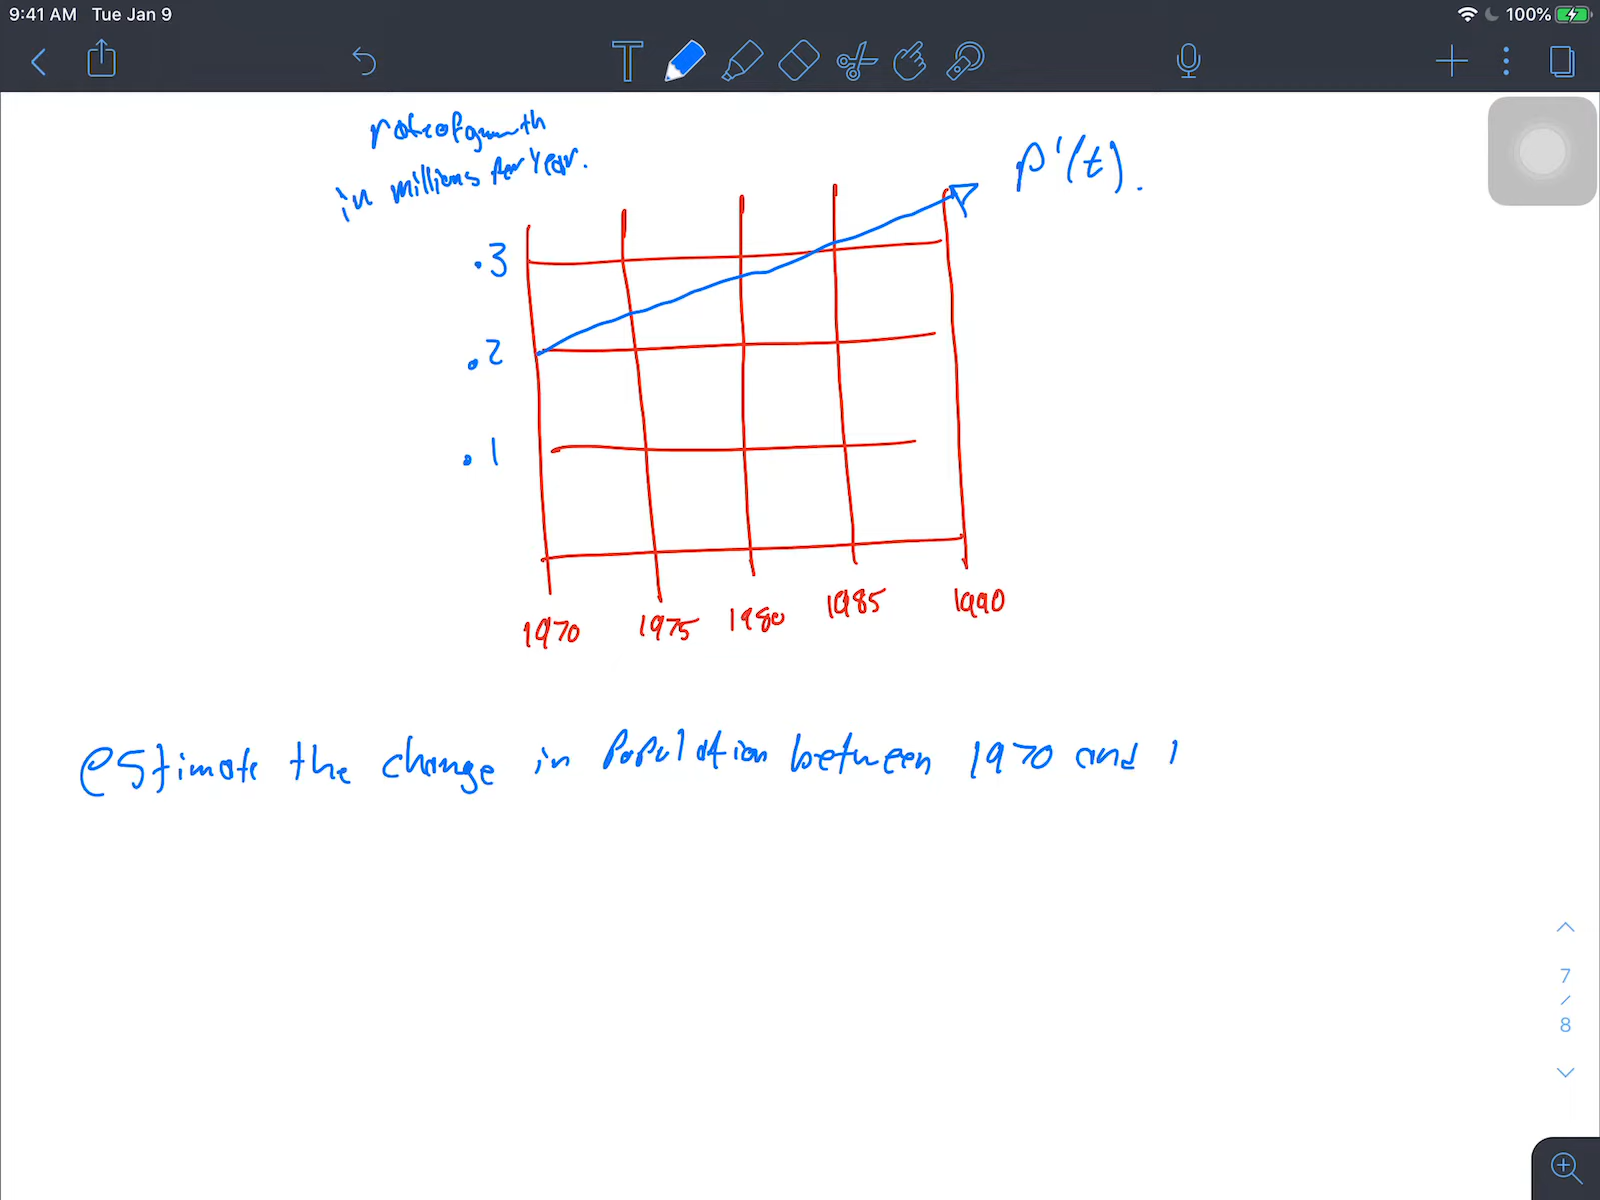 9:41 AM Tue Jan 9
100%
T
rate of growth
in millions per year.
P'(t).
.3
.2
.1
1970 1975 1980 1985 1990
estimate the change in population between 1970 and 1
7
/
8